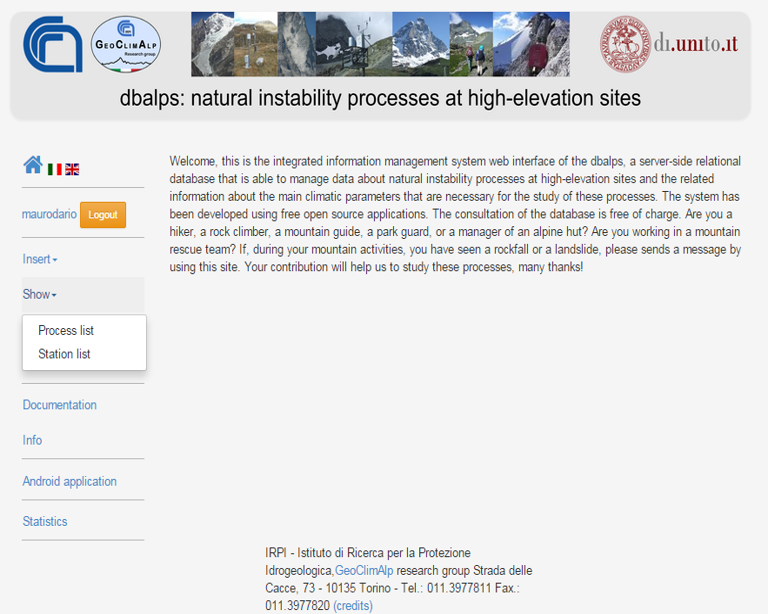 GeoClimAlp
Research group
di.unito.it
dbalps: natural instability processes at high-elevation sites
maurodario Logout
Insert
Show
Process list
Station list
Documentation
Info
Android application
Statistics
Welcome, this is the integrated information management system web interface of the dbalps, a server-side relational
database that is able to manage data about natural instability processes at high-elevation sites and the related
information about the main climatic parameters that are necessary for the study of these processes. The system has
been developed using free open source applications. The consultation of the database is free of charge. Are you a
hiker, a rock climber, a mountain guide, a park guard, or a manager of an alpine hut? Are you working in a mountain
rescue team? If, during your mountain activities, you have seen a rockfall or a landslide, please sends a message by
using this site. Your contribution will help us to study these processes, many thanks!
IRPI - Istituto di Ricerca per la Protezione
Idrogeologica,GeoClimAlp research group Strada delle
Cacce, 73 - 10135 Torino - Tel.: 011.3977811 Fax.:
011.3977820 (credits)